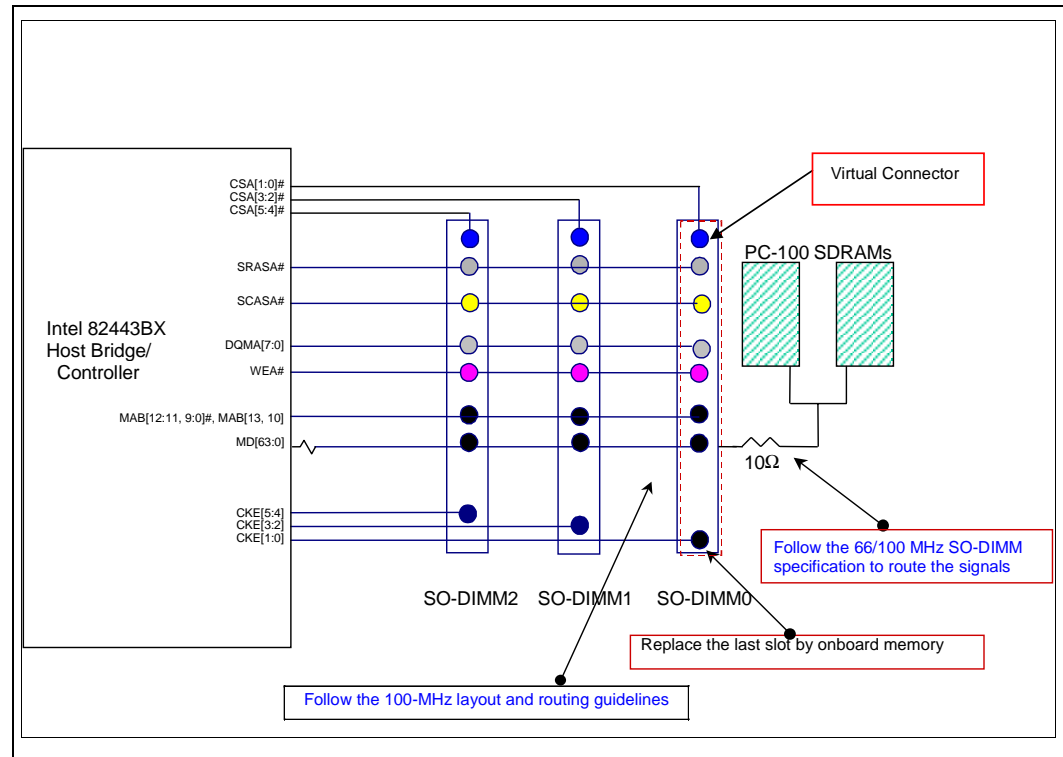 CSA[1:0]#
CSA[3:2]#
CSA[5:4]#
Virtual Connector
PC-100 SDRAMs
SRASA#
SCASA#
Intel 82443BX
Host Bridge/
Controller
DQMA[7:0]
WEA#
MAB[12:11, 9:0]#, MAB[13, 10]
MD[63:0]
10Ω
CKE[5:4]
CKE[3:2]
CKE[1:0]
Follow the 66/100 MHz SO-DIMM
specification to route the signals
SO-DIMM2
SO-DIMM1
SO-DIMM0
Replace the last slot by onboard memory
Follow the 100-MHz layout and routing guidelines